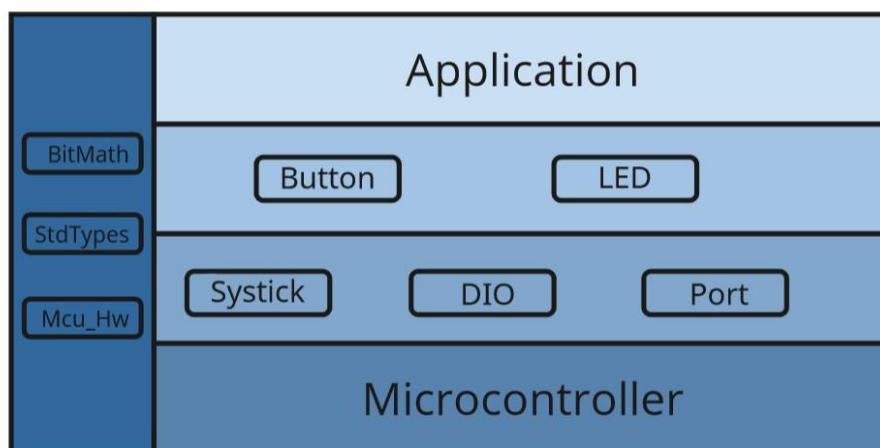 Application
BitMath
Button
LED
StdTypes
Systick
DIO
Port
Mcu_Hw
Microcontroller